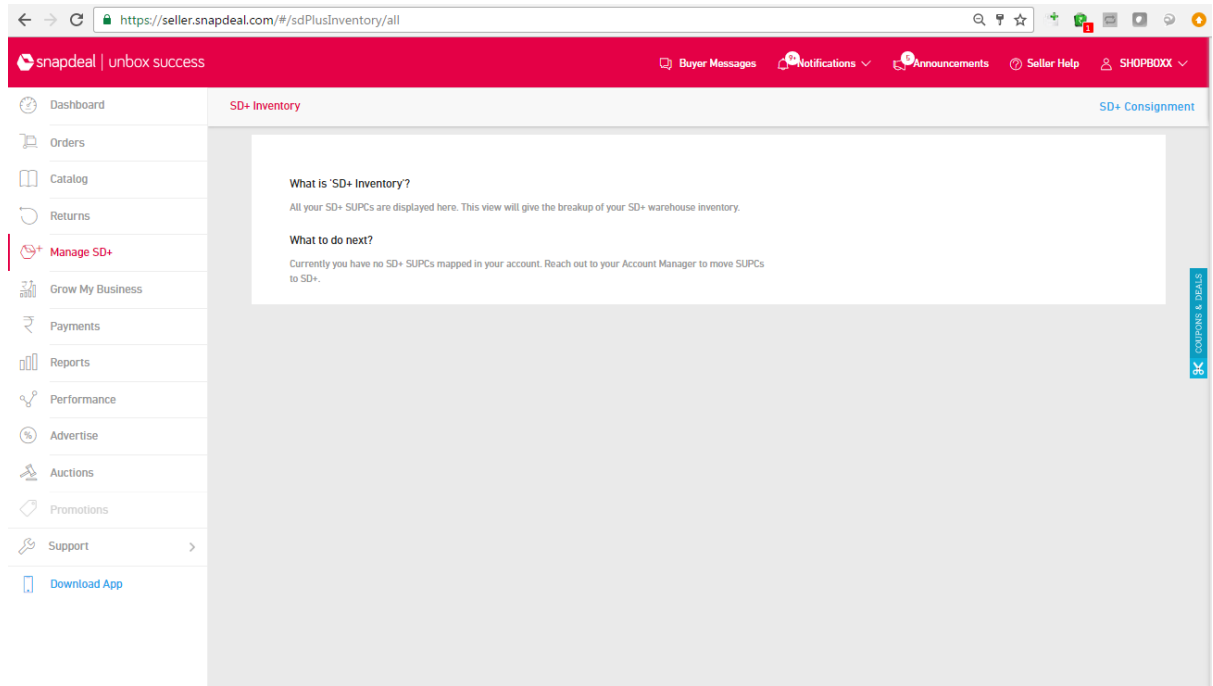 https://seller.snapdeal.com/#/sdPlusInventory/all
1
snapdeal | unbox success
Buyer Messages
9+
Notifications
5
Announcements
Seller Help
SHOPBOXX
Dashboard
SD+ Inventory
SD+ Consignment
Orders
Catalog
Returns
Manage SD+
Grow My Business
Payments
Reports
Performance
Advertise
Auctions
Promotions
Support
Download App
What is 'SD+ Inventory'?
All your SD+ SUPCs are displayed here. This view will give the breakup of your SD+ warehouse inventory.
What to do next?
Currently you have no SD+ SUPCs mapped in your account. Reach out to your Account Manager to move SUPCs
to SD+.
COUPONS & DEALS